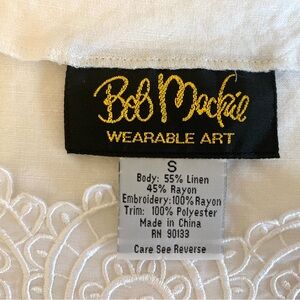 Bob Mackie
WEARABLE ART
S
Body: 55% Linen
45% Rayon
Embroidery:100%Rayon
Trim: 100% Polyester
Made in China
RN 90133
Care See Reverse